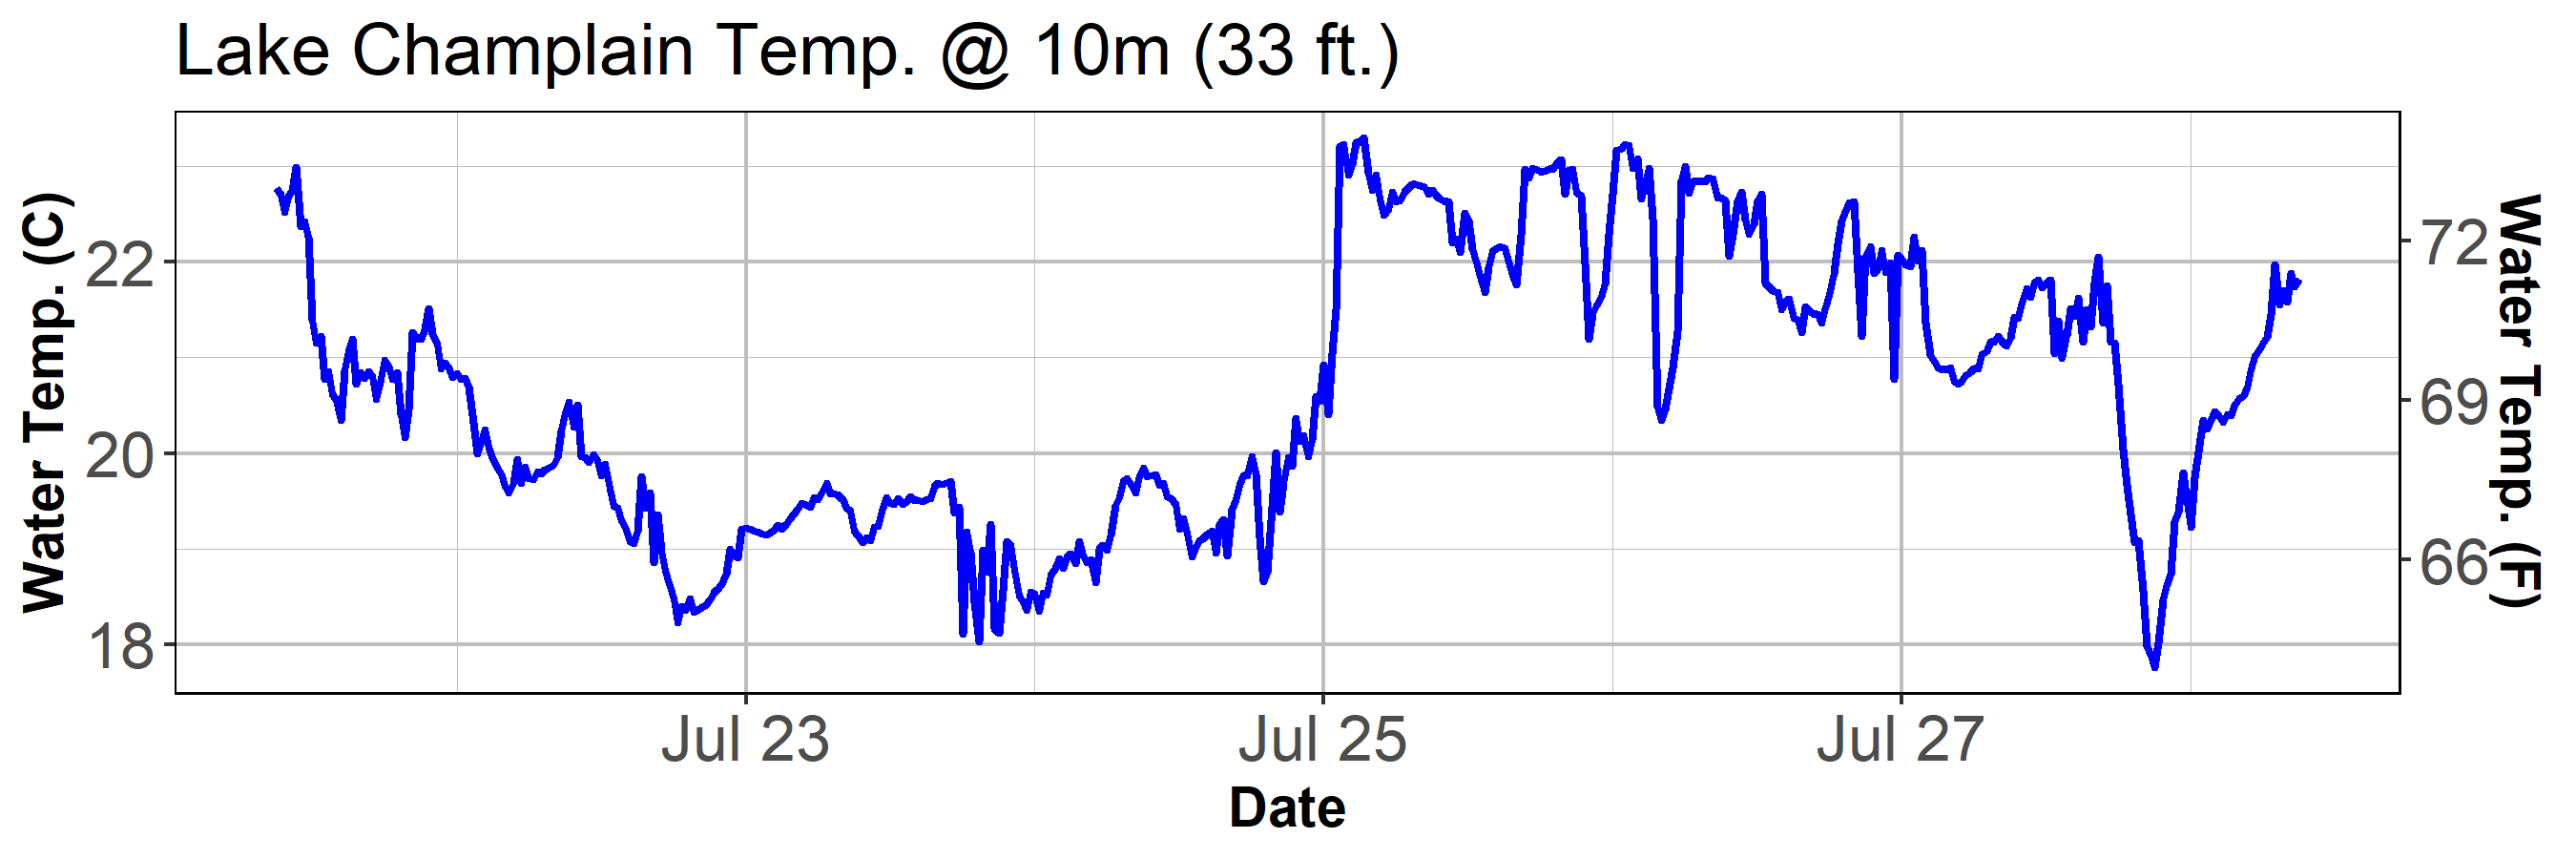 Lake Champlain Temp. @ 10m (33 ft.)
Water Temp. (C)
22
20
18
72
69
66
Water Temp. (F)
Jul 23
Jul 25
Jul 27
Date